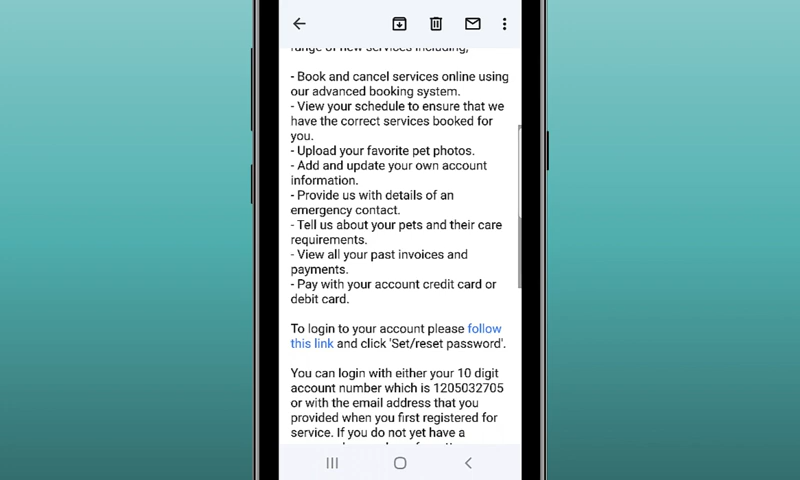 range of new services including;
- Book and cancel services online using
our advanced booking system.
- View your schedule to ensure that we
have the correct services booked for
you.
- Upload your favorite pet photos.
- Add and update your own account
information.
- Provide us with details of an
emergency contact.
- Tell us about your pets and their care
requirements.
- View all your past invoices and
payments.
- Pay with your account credit card or
debit card.
To login to your account please follow
this link and click 'Set/reset password'.
You can login with either your 10 digit
account number which is 1205032705
or with the email address that you
provided when you first registered for
service. If you do not yet have a